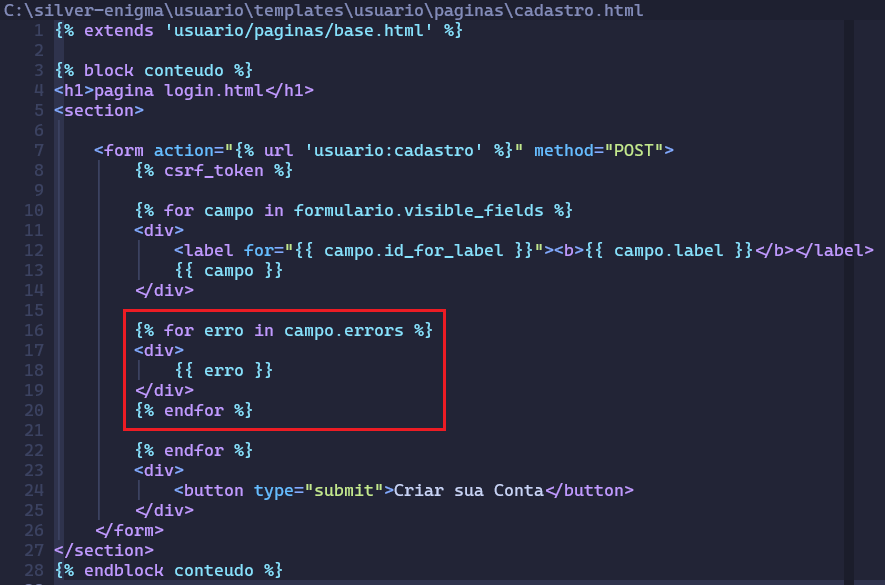 C:\silver-enigma\usuario\templates\usuario\paginas\cadastro.html
1 {% extends 'usuario/paginas/base.html' %}
2
3 {% block conteudo %}
4 <h1>pagina login.html</h1>
5 <section>
6
7     <form action="{% url 'usuario:cadastro' %}" method="POST">
8         {% csrf_token %}
9
10         {% for campo in formulario.visible_fields %}
11         <div>
12             <label for="{{ campo.id_for_label }}"><b>{{ campo.label }}</b></label>
13             {{ campo }}
14         </div>
15
16         {% for erro in campo.errors %}
17         <div>
18             {{ erro }}
19         </div>
20         {% endfor %}
21
22         {% endfor %}
23         <div>
24             <button type="submit">Criar sua Conta</button>
25         </div>
26     </form>
27 </section>
28 {% endblock conteudo %}